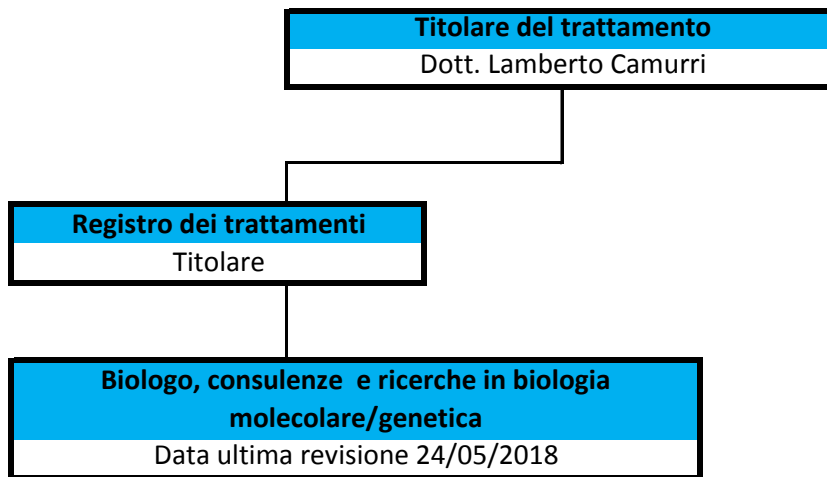 Titolare del trattamento
Dott. Lamberto Camurri
Registro dei trattamenti
Titolare
Biologo, consulenze  e ricerche in biologia
molecolare/genetica
Data ultima revisione 24/05/2018